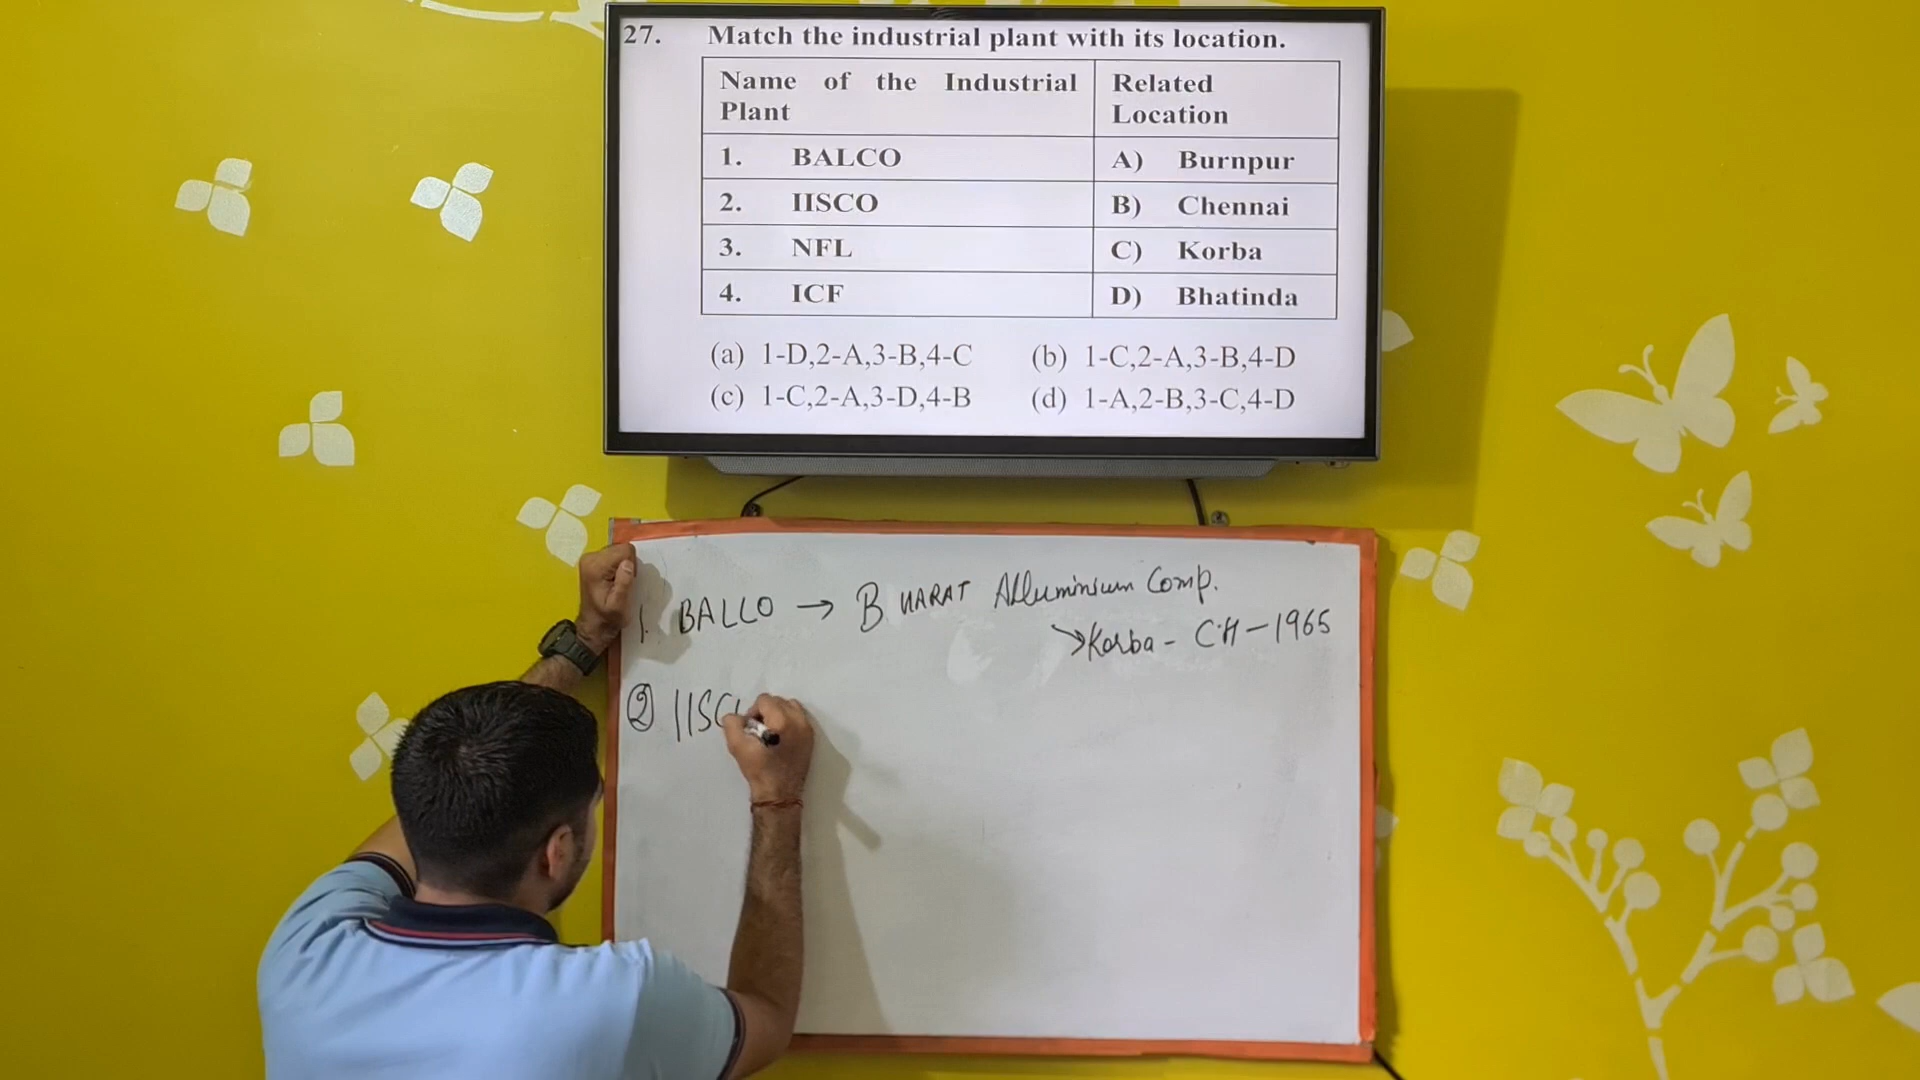 27. Match the industrial plant with its location.
Name of the Industrial Plant Related Location
1. BALCO A) Burnpur
2. IISCO B) Chennai
3. NFL C) Korba
4. ICF D) Bhatinda
(a) 1-D,2-A,3-B,4-C (b) 1-C,2-A,3-B,4-D
(c) 1-C,2-A,3-D,4-B (d) 1-A,2-B,3-C,4-D
1. BALCO → BHARAT Alluminium Comp.
→Korba - CH-1965
② IISC